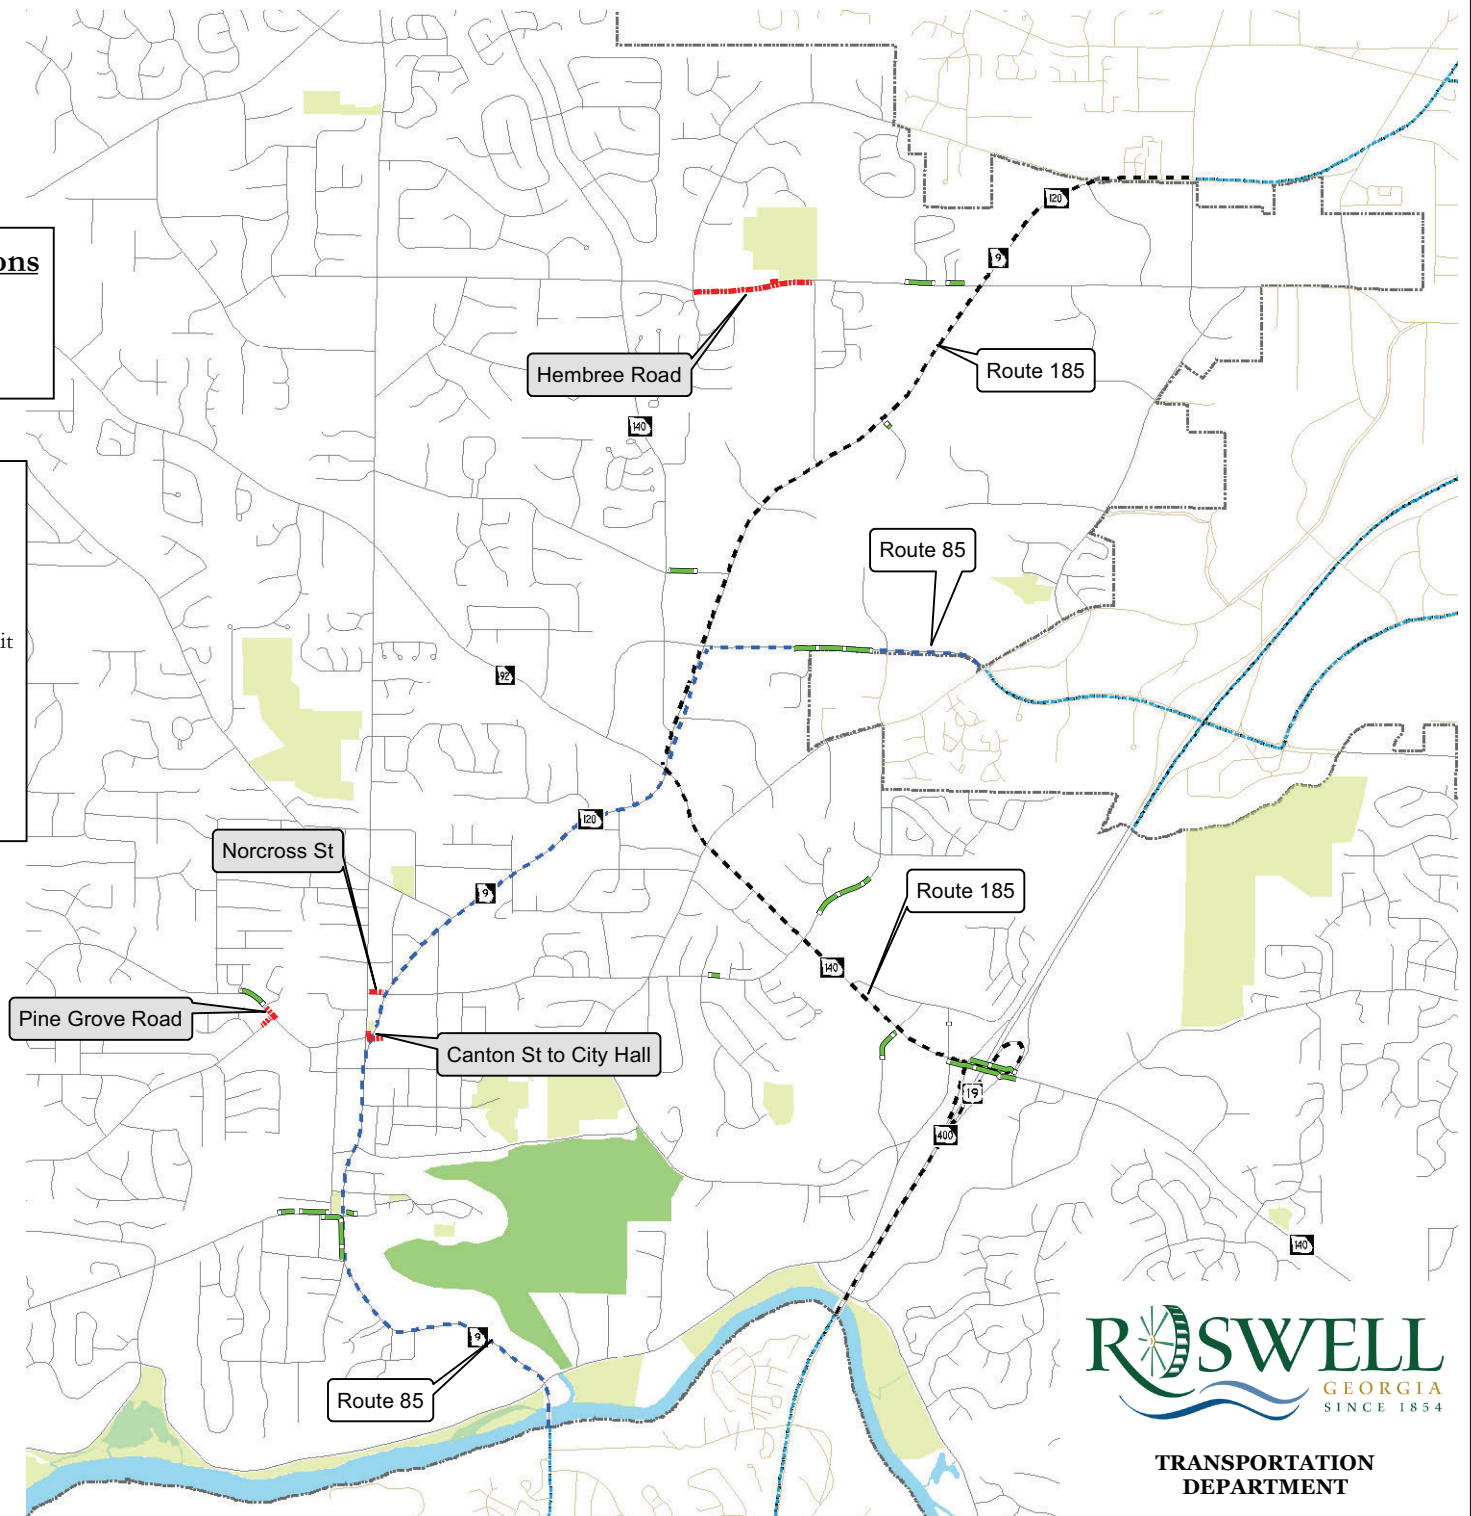 120
ons
9
Hembree Road
Route 185
140
Route 85
it
92
120
Norcross St
9
Route 185
140
Pine Grove Road
Canton St to City Hall
19
400
140
9
Route 85
ROSWELL
GEORGIA
SINCE 1854
TRANSPORTATION
DEPARTMENT